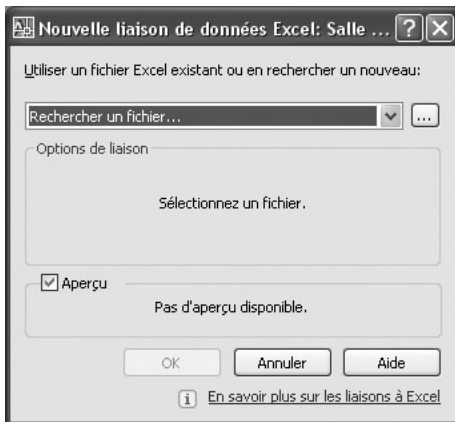 Nouvelle liaison de données Excel: Salle ...
Utiliser un fichier Excel existant ou en rechercher un nouveau:
Rechercher un fichier...
...
Options de liaison
Sélectionnez un fichier.
Aperçu
Pas d'aperçu disponible.
OK Annuler Aide
En savoir plus sur les liaisons à Excel